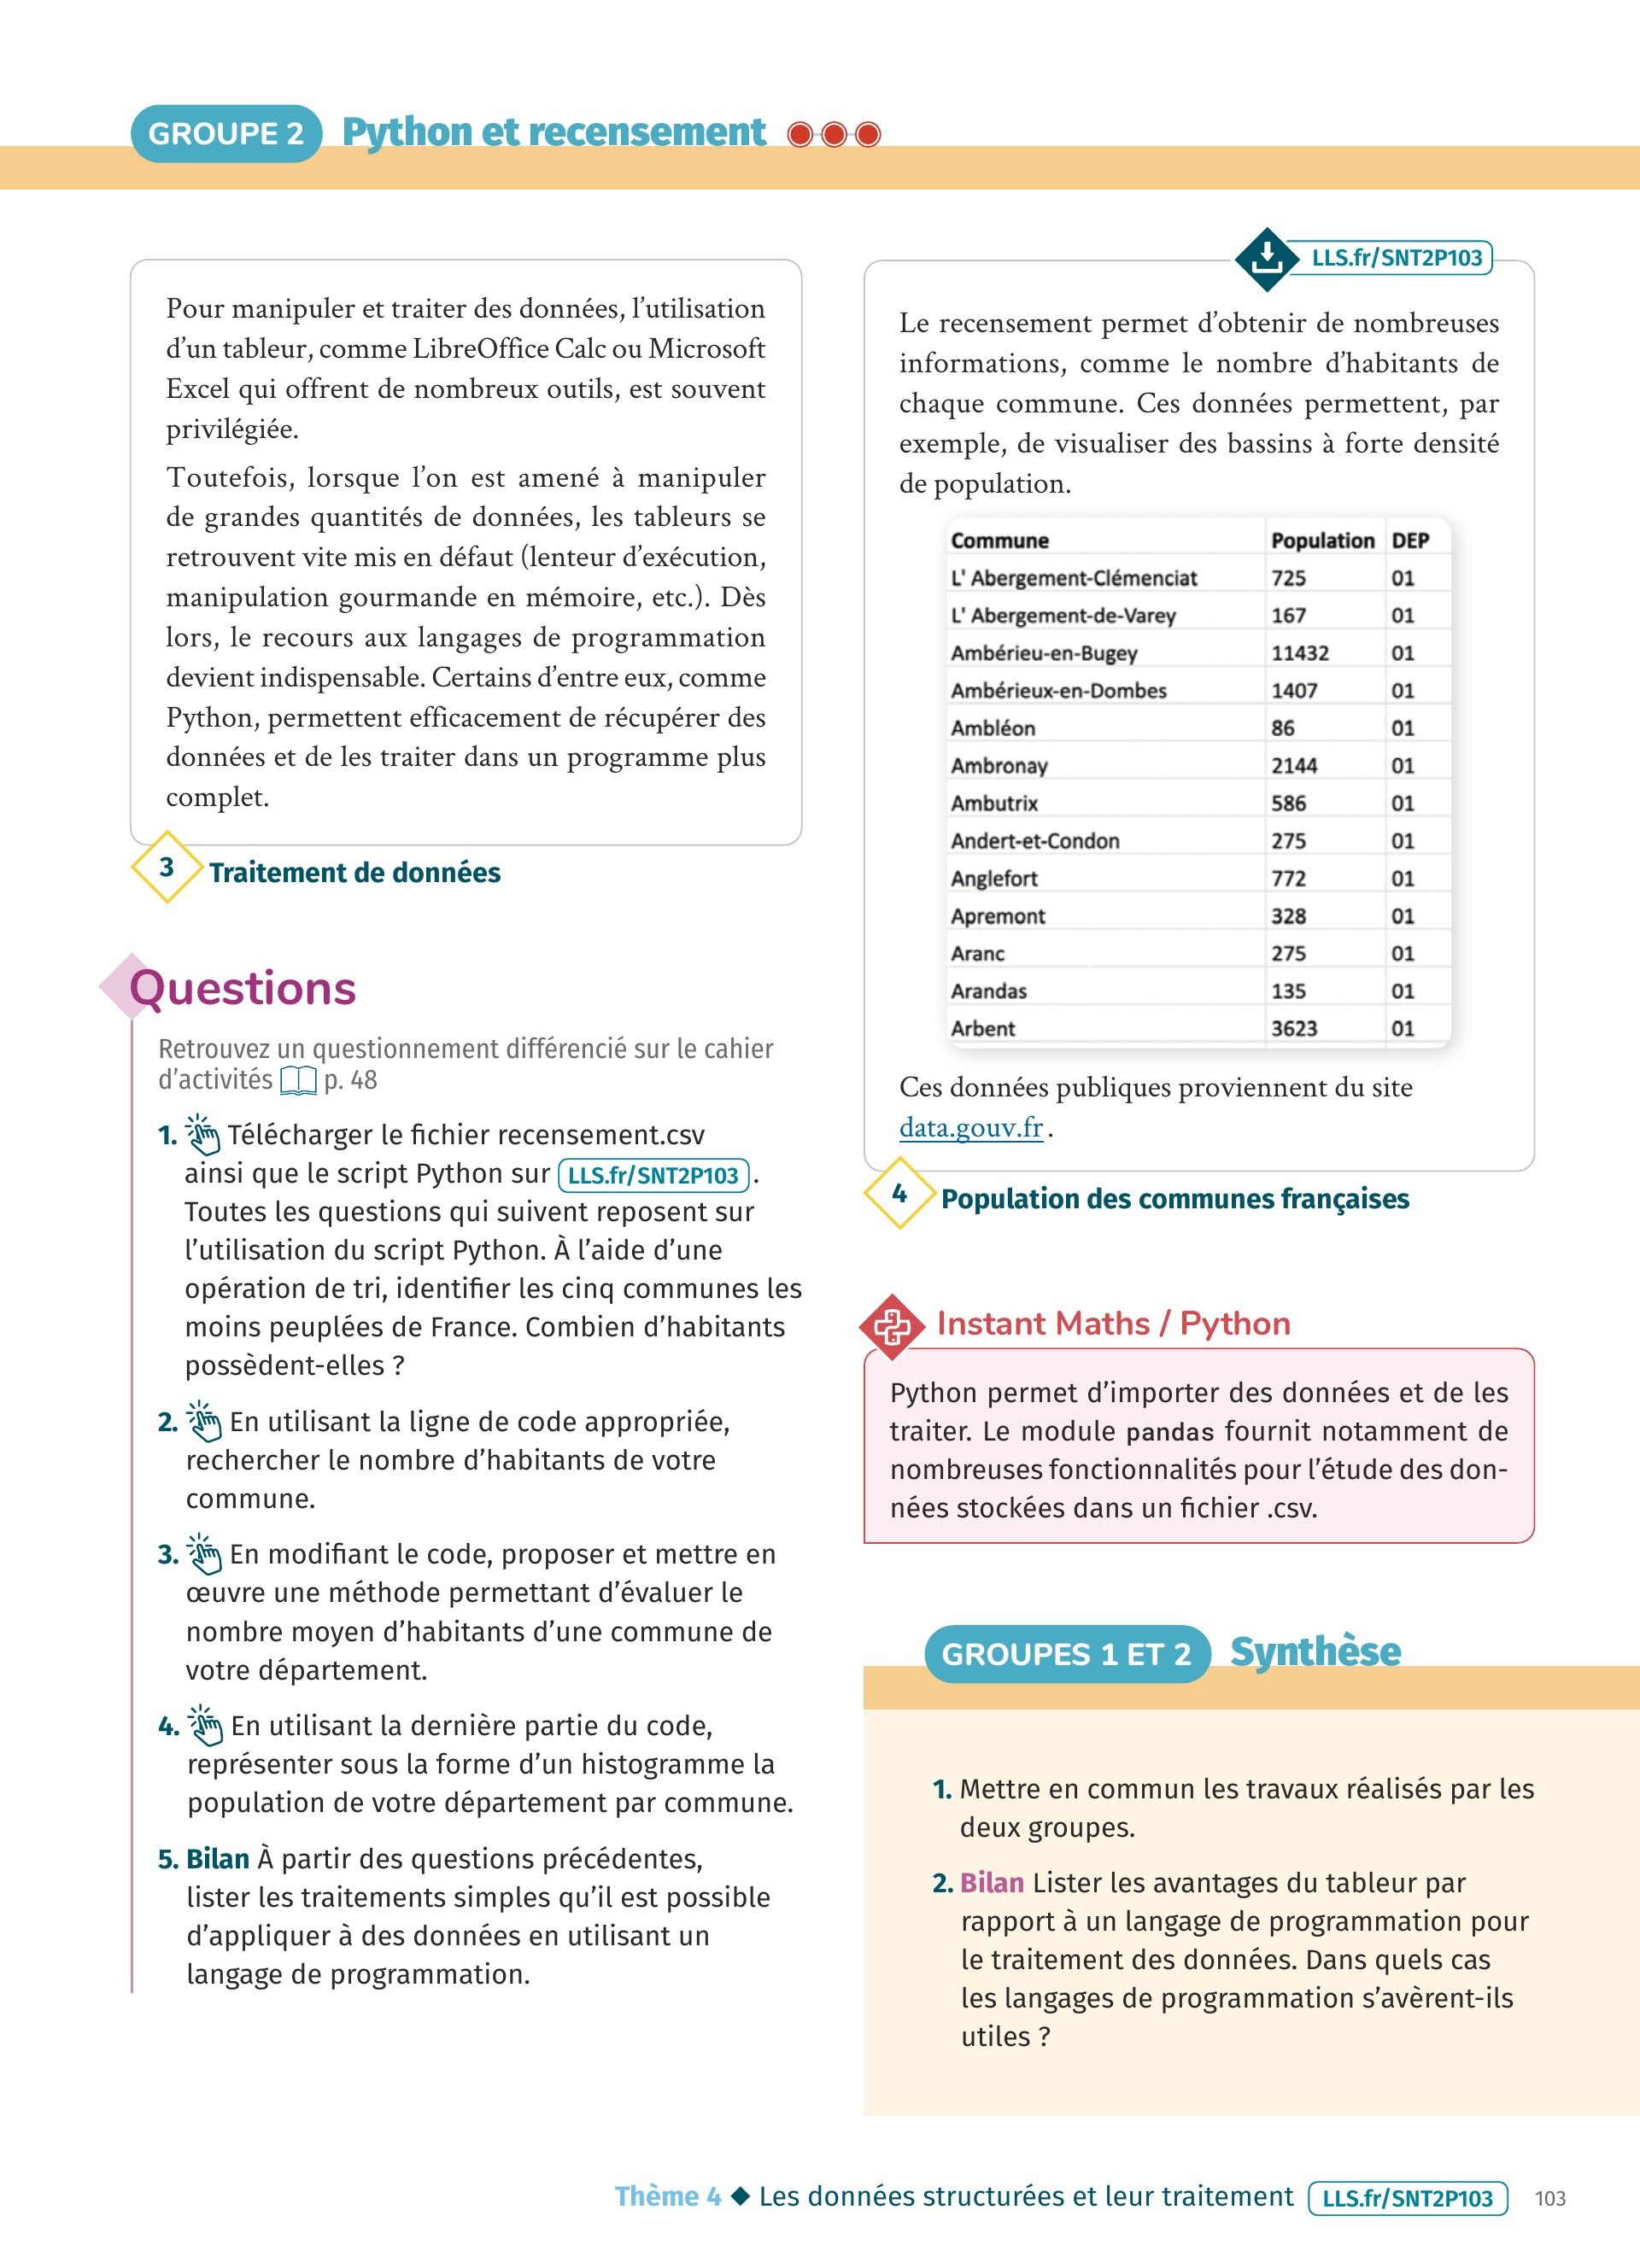 GROUPE 2 Python et recensement
Pour manipuler et traiter des données, l’utilisation
d’un tableur, comme LibreOffice Calc ou Microsoft
Excel qui offrent de nombreux outils, est souvent
privilégiée.
Toutefois, lorsque l’on est amené à manipuler
de grandes quantités de données, les tableurs se
retrouvent vite mis en défaut (lenteur d’exécution,
manipulation gourmande en mémoire, etc.). Dès
lors, le recours aux langages de programmation
devient indispensable. Certains d’entre eux, comme
Python, permettent efficacement de récupérer des
données et de les traiter dans un programme plus
complet.
3 Traitement de données
Questions
Retrouvez un questionnement différencié sur le cahier
d’activités p. 48
1. Télécharger le fichier recensement.csv
ainsi que le script Python sur LLS.fr/SNT2P103 .
Toutes les questions qui suivent reposent sur
l’utilisation du script Python. À l’aide d’une
opération de tri, identifier les cinq communes les
moins peuplées de France. Combien d’habitants
possèdent-elles ?
2. En utilisant la ligne de code appropriée,
rechercher le nombre d’habitants de votre
commune.
3. En modifiant le code, proposer et mettre en
œuvre une méthode permettant d’évaluer le
nombre moyen d’habitants d’une commune de
votre département.
4. En utilisant la dernière partie du code,
représenter sous la forme d’un histogramme la
population de votre département par commune.
5. Bilan À partir des questions précédentes,
lister les traitements simples qu’il est possible
d’appliquer à des données en utilisant un
langage de programmation.
LLS.fr/SNT2P103
Le recensement permet d’obtenir de nombreuses
informations, comme le nombre d’habitants de
chaque commune. Ces données permettent, par
exemple, de visualiser des bassins à forte densité
de population.
Commune Population DEP
L' Abergement-Clémenciat 725 01
L' Abergement-de-Varey 167 01
Ambérieu-en-Bugey 11432 01
Ambérieux-en-Dombes 1407 01
Ambléon 86 01
Ambronay 2144 01
Ambutrix 586 01
Andert-et-Condon 275 01
Anglefort 772 01
Apremont 328 01
Aranc 275 01
Arandas 135 01
Arbent 3623 01
Ces données publiques proviennent du site
data.gouv.fr .
4 Population des communes françaises
Instant Maths / Python
Python permet d’importer des données et de les
traiter. Le module pandas fournit notamment de
nombreuses fonctionnalités pour l’étude des don-
nées stockées dans un fichier .csv.
GROUPES 1 ET 2 Synthèse
1. Mettre en commun les travaux réalisés par les
deux groupes.
2. Bilan Lister les avantages du tableur par
rapport à un langage de programmation pour
le traitement des données. Dans quels cas
les langages de programmation s’avèrent-ils
utiles ?
Thème 4 ◆ Les données structurées et leur traitement LLS.fr/SNT2P103 103